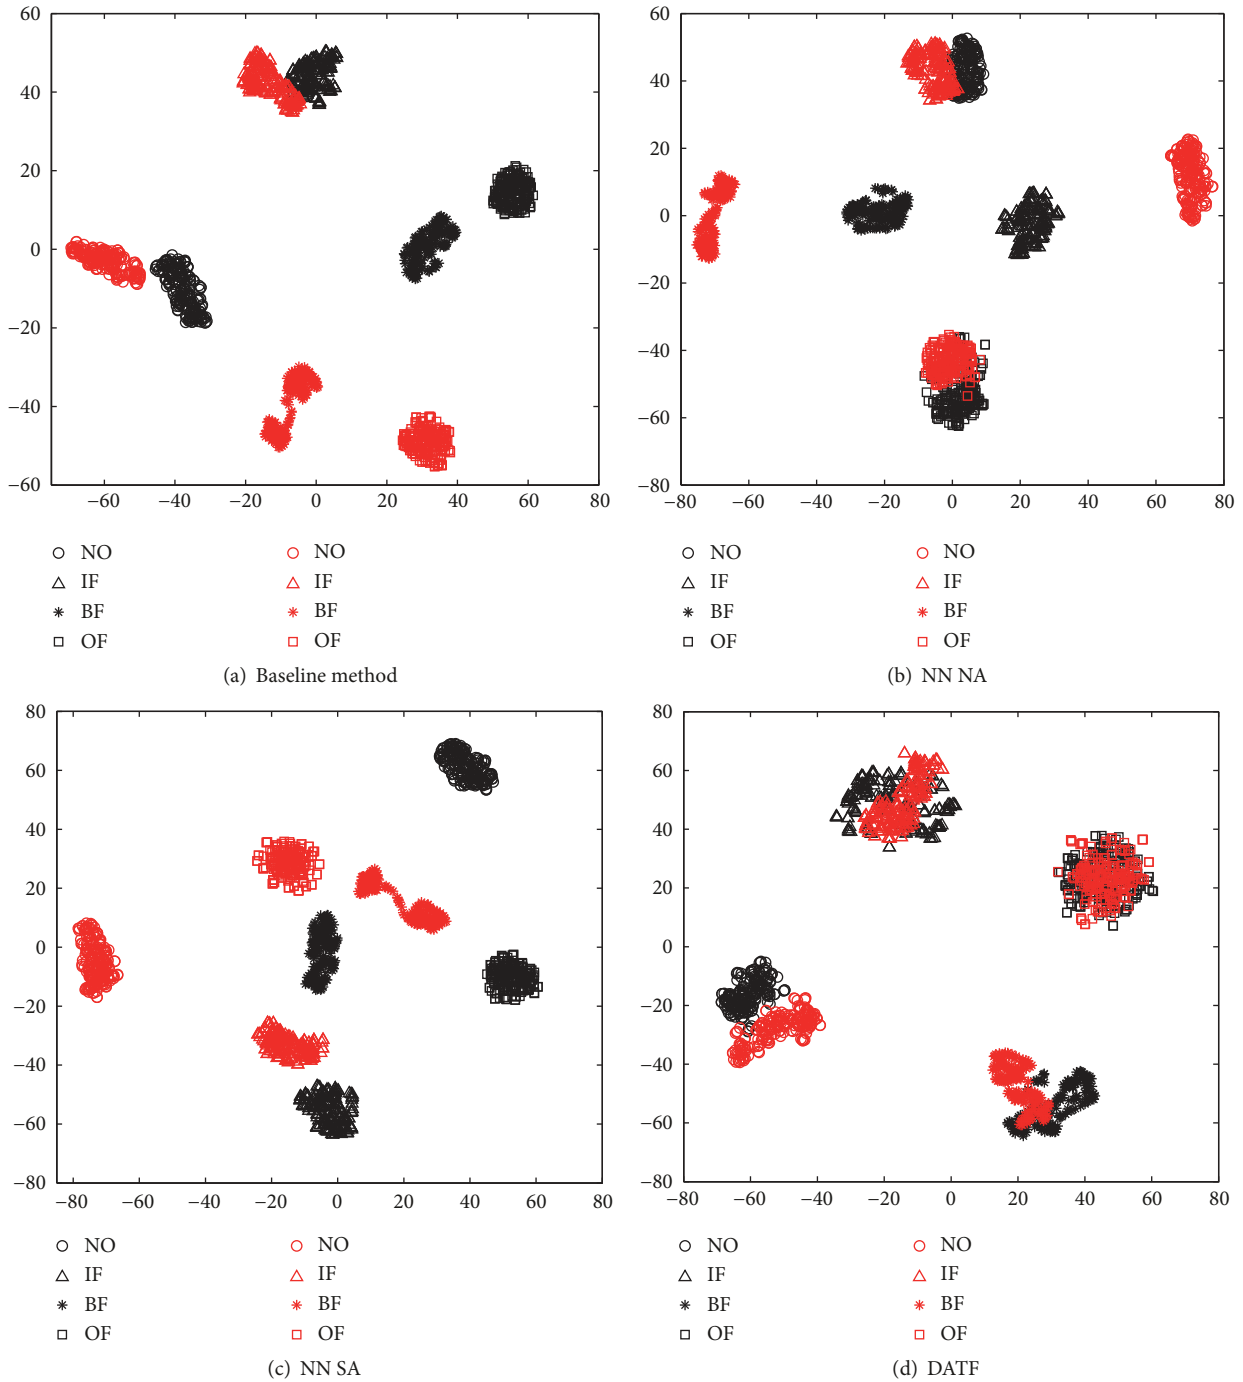 60
40
20
0
−20
−40
−60
−60 −40 −20 0 20 40 60 80
NO NO
IF IF
BF BF
OF OF
(a) Baseline method
80
60
40
20
0
−20
−40
−60
−80
−80 −60 −40 −20 0 20 40 60 80
NO NO
IF IF
BF BF
OF OF
(b) NN NA
80
60
40
20
0
−20
−40
−60
−80
−80 −60 −40 −20 0 20 40 60 80
NO NO
IF IF
BF BF
OF OF
(c) NN SA
80
60
40
20
0
−20
−40
−60
−80
−80 −60 −40 −20 0 20 40 60 80
NO NO
IF IF
BF BF
OF OF
(d) DATF